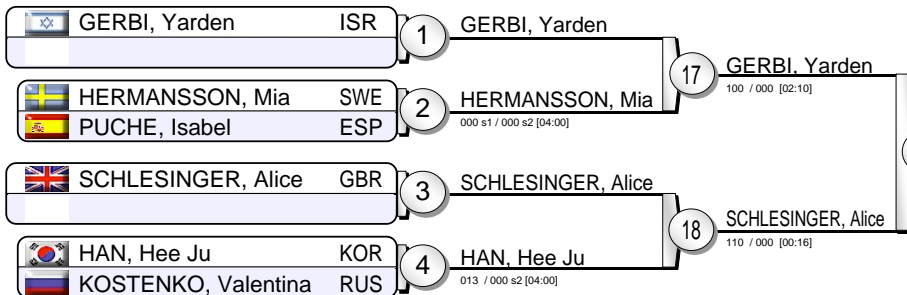 GERBI, Yarden ISR
1
GERBI, Yarden
HERMANSSON, Mia SWE
PUCHE, Isabel ESP
2
HERMANSSON, Mia
000 s1 / 000 s2 [04:00]
17
GERBI, Yarden
100 / 000 [02:10]
SCHLESINGER, Alice GBR
3
SCHLESINGER, Alice
HAN, Hee Ju KOR
KOSTENKO, Valentina RUS
4
HAN, Hee Ju
013 / 000 s2 [04:00]
18
SCHLESINGER, Alice
110 / 000 [00:16]